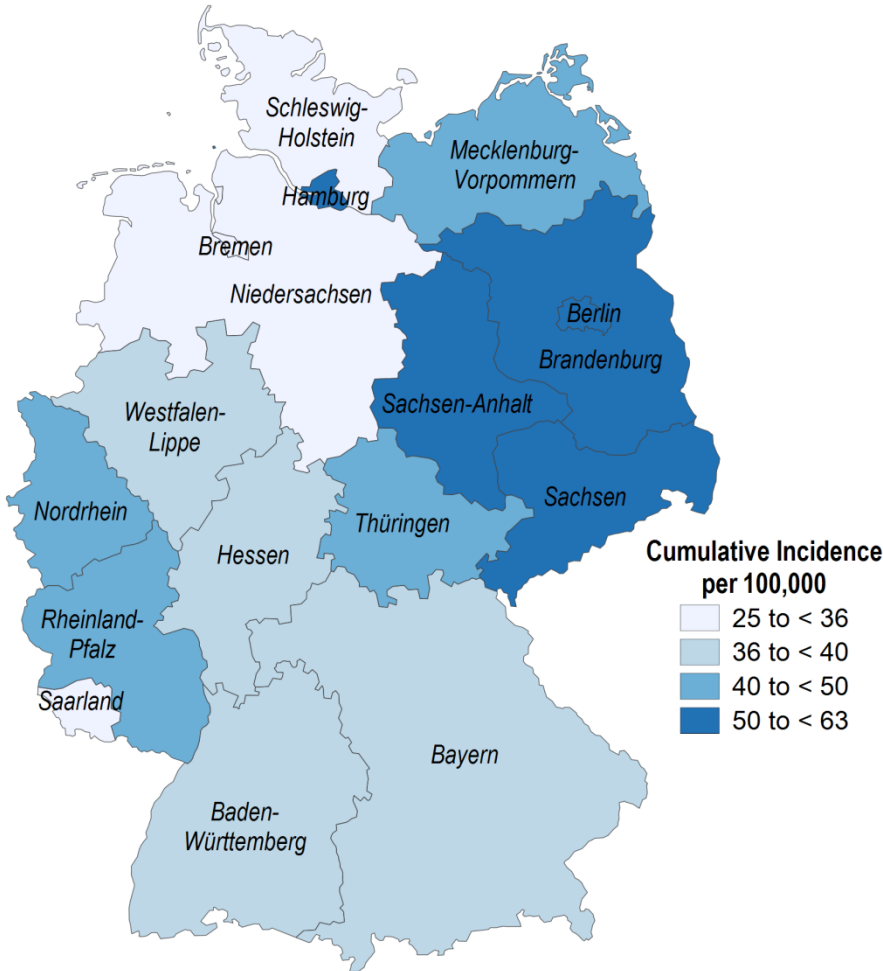 Schleswig-
Holstein
Mecklenburg-
Vorpommern
Hamburg
Bremen
Niedersachsen
Berlin
Brandenburg
Westfalen-
Lippe
Sachsen-Anhalt
Nordrhein
Hessen
Thüringen
Sachsen
Rheinland-
Pfalz
Saarland
Bayern
Baden-
Württemberg
Cumulative Incidence
per 100,000
25 to < 36
36 to < 40
40 to < 50
50 to < 63